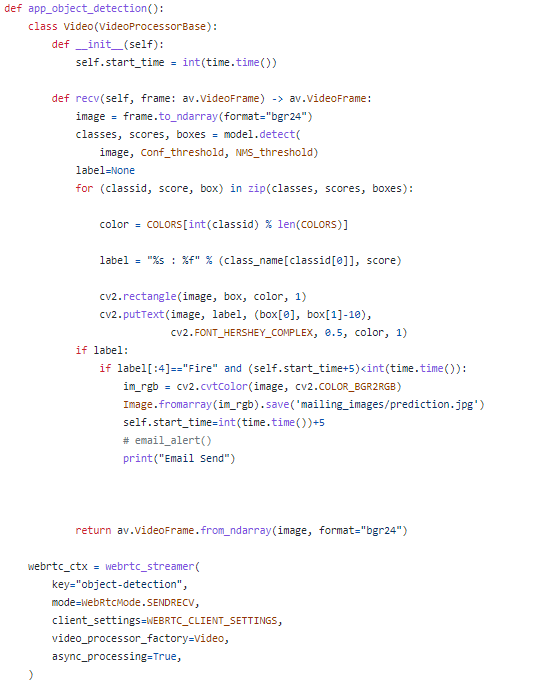 def app_object_detection():
    class Video(VideoProcessorBase):
        def __init__(self):
            self.start_time = int(time.time())

        def recv(self, frame: av.VideoFrame) -> av.VideoFrame:
            image = frame.to_ndarray(format="bgr24")
            classes, scores, boxes = model.detect(
                image, Conf_threshold, NMS_threshold)
            label=None
            for (classid, score, box) in zip(classes, scores, boxes):

                color = COLORS[int(classid) % len(COLORS)]

                label = "%s : %f" % (class_name[classid[0]], score)

                cv2.rectangle(image, box, color, 1)
                cv2.putText(image, label, (box[0], box[1]-10),
                            cv2.FONT_HERSHEY_COMPLEX, 0.5, color, 1)
            if label:
                if label[:4]=="Fire" and (self.start_time+5)<int(time.time()):
                    im_rgb = cv2.cvtColor(image, cv2.COLOR_BGR2RGB)
                    Image.fromarray(im_rgb).save('mailing_images/prediction.jpg')
                    self.start_time=int(time.time())+5
                    # email_alert()
                    print("Email Send")

            return av.VideoFrame.from_ndarray(image, format="bgr24")

    webrtc_ctx = webrtc_streamer(
        key="object-detection",
        mode=WebRtcMode.SENDRECV,
        client_settings=WEBRTC_CLIENT_SETTINGS,
        video_processor_factory=Video,
        async_processing=True,
    )